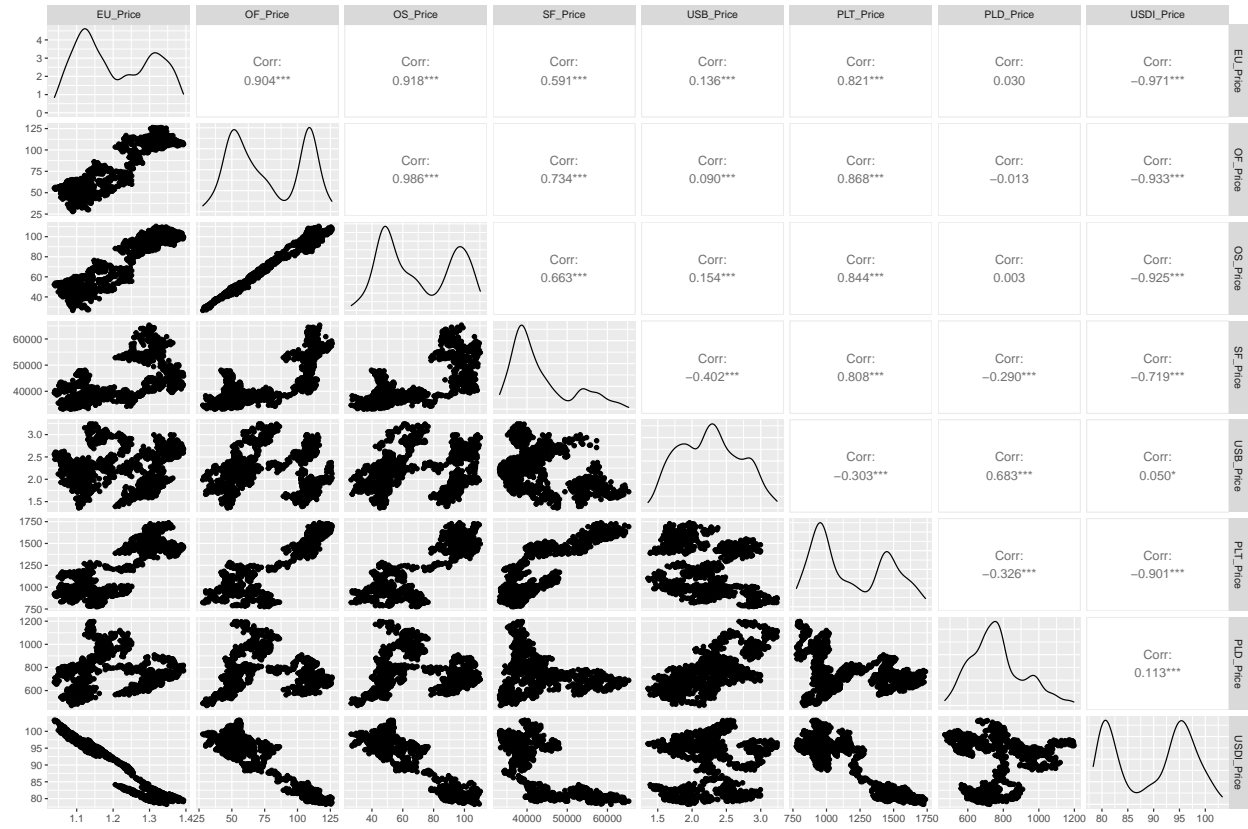 EU_Price OF_Price OS_Price SF_Price USB_Price PLT_Price PLD_Price USDI_Price
4
3
2
1
0
Corr: Corr: Corr: Corr: Corr: Corr: Corr:
0.904*** 0.918*** 0.591*** 0.136*** 0.821*** 0.030 −0.971***
EU_Price
125
100
75
50
25
Corr: Corr: Corr: Corr: Corr: Corr:
0.986*** 0.734*** 0.090*** 0.868*** −0.013 −0.933***
OF_Price
100
80
60
40
Corr: Corr: Corr: Corr: Corr:
0.663*** 0.154*** 0.844*** 0.003 −0.925***
OS_Price
60000
50000
40000
Corr: Corr: Corr: Corr:
−0.402*** 0.808*** −0.290*** −0.719***
SF_Price
3.0
2.5
2.0
1.5
Corr: Corr: Corr:
−0.303*** 0.683*** 0.050*
USB_Price
1750
1500
1250
1000
750
Corr: Corr:
−0.326*** −0.901***
PLT_Price
1200
1000
800
600
Corr:
0.113***
PLD_Price
100
95
90
85
80
USDI_Price
1.1 1.2 1.3 1.4 25 50 75 100 125 40 60 80 100 40000 50000 60000 1.5 2.0 2.5 3.0 750 1000 1250 1500 1750 600 800 1000 1200 80 85 90 95 100